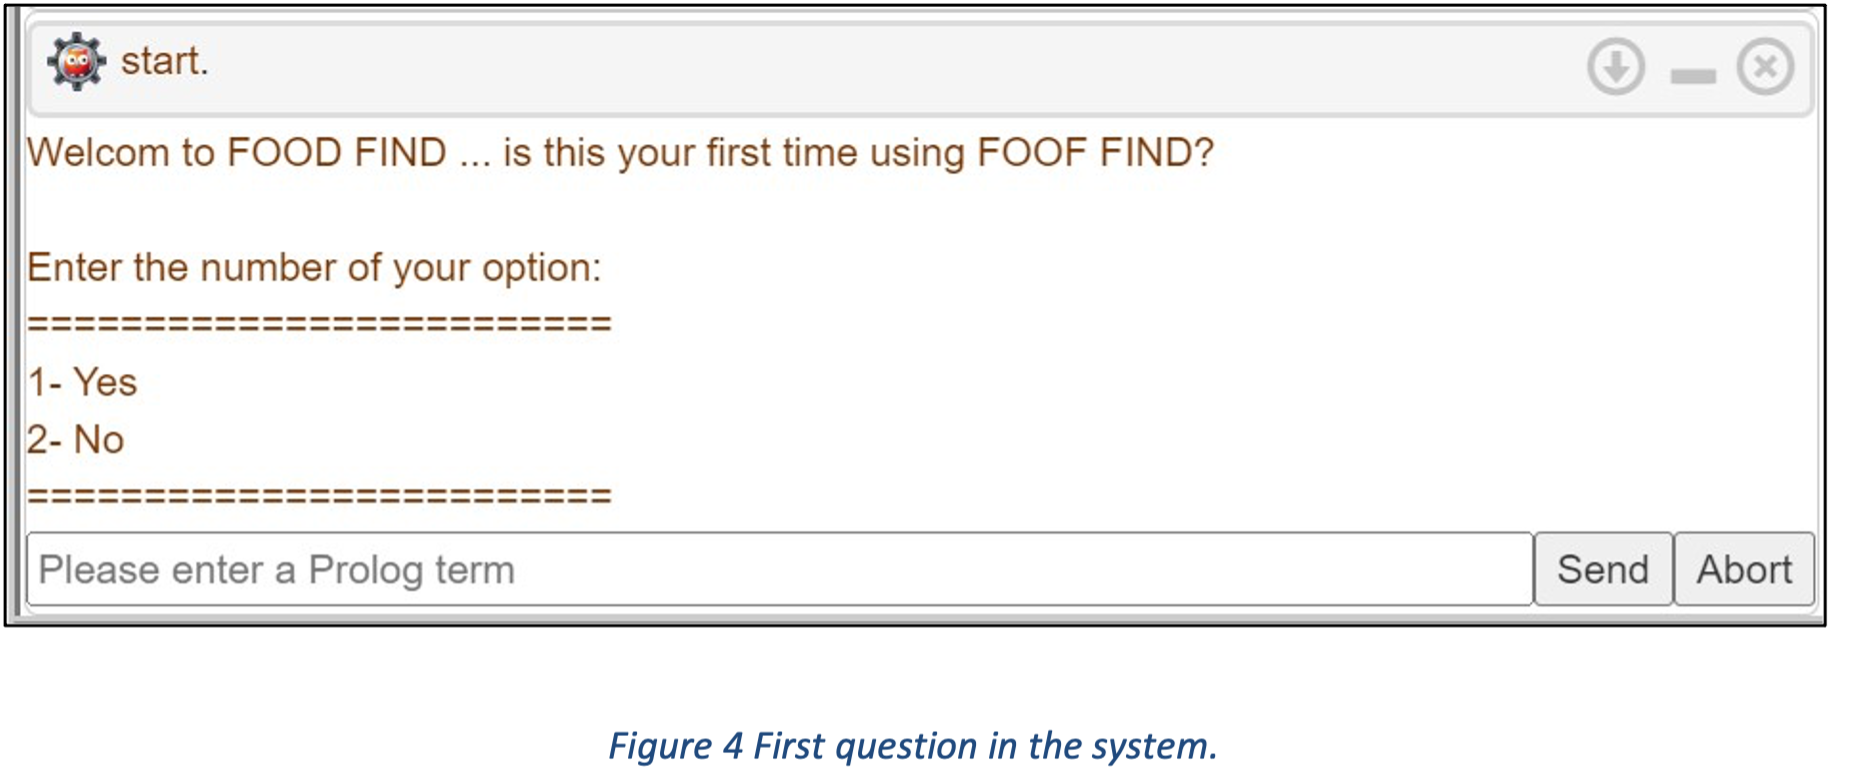 start.
Welcom to FOOD FIND ... is this your first time using FOOF FIND?
Enter the number of your option:
=========================
1- Yes
2- No
=========================
Please enter a Prolog term Send Abort
Figure 4 First question in the system.